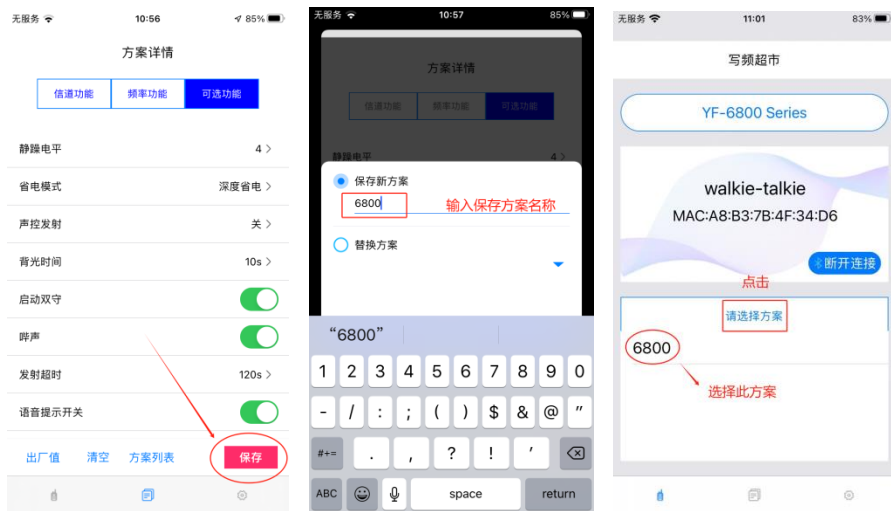 无服务 10:56 85%
方案详情
信道功能 频率功能 可选功能
静躁电平 4
省电模式 深度省电
声控发射 关
背光时间 10s
启动双守
哔声
发射超时 120s
语音提示开关
出厂值 清空 方案列表 保存
无服务 10:57 85%
方案详情
信道功能 频率功能 可选功能
静躁电平 4
保存新方案
6800 输入保存方案名称
替换方案
“6800”
1 2 3 4 5 6 7 8 9 0
- / : ; ( ) $ & @ "
#+= . , ? ! '
ABC space return
无服务 11:01 83%
写频超市
YF-6800 Series
walkie-talkie
MAC:A8:B3:7B:4F:34:D6
断开连接
点击
请选择方案
6800
选择此方案